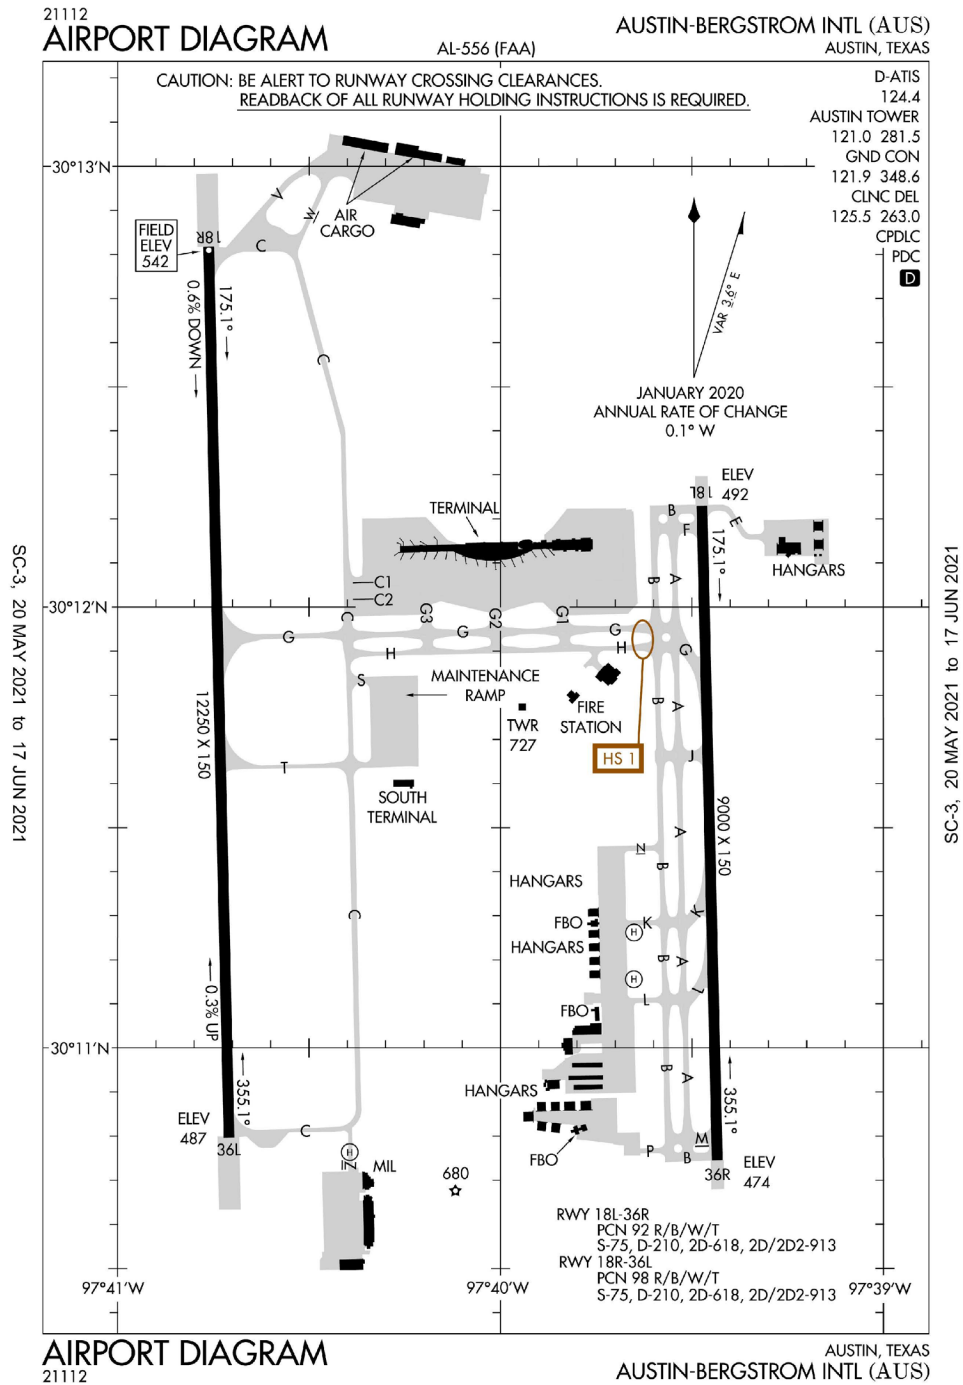 21112
AIRPORT DIAGRAM
AL-556 (FAA)
AUSTIN-BERGSTROM INTL (AUS)
AUSTIN, TEXAS
CAUTION: BE ALERT TO RUNWAY CROSSING CLEARANCES.
READBACK OF ALL RUNWAY HOLDING INSTRUCTIONS IS REQUIRED.
D-ATIS
124.4
AUSTIN TOWER
121.0 281.5
GND CON
121.9 348.6
CLNC DEL
125.5 263.0
CPDLC
PDC
D
30°13'N
V
W
AIR
CARGO
FIELD
ELEV
542
18R
C
0.6% DOWN
175.1°
VAR 3.6° E
C
JANUARY 2020
ANNUAL RATE OF CHANGE
0.1° W
ELEV
492
18L
TERMINAL
B
F
E
175.1°
HANGARS
C1
C2
B
A
30°12'N
C
G3
G2
G1
G
G
G
H
H
G
S
MAINTENANCE
RAMP
FIRE
STATION
TWR
727
B
A
HS 1
J
12250 X 150
T
SOUTH
TERMINAL
9000 X 150
A
N
B
HANGARS
C
FBO
K
K
H
HANGARS
B
A
H
L
L
FBO
0.3% UP
30°11'N
355.1°
HANGARS
B
A
355.1°
ELEV
487
36L
C
H
N
MIL
680
FBO
P
B
M
36R
ELEV
474
RWY 18L-36R
PCN 92 R/B/W/T
S-75, D-210, 2D-618, 2D/2D2-913
RWY 18R-36L
PCN 98 R/B/W/T
S-75, D-210, 2D-618, 2D/2D2-913
97°41'W
97°40'W
97°39'W
SC-3, 20 MAY 2021 to 17 JUN 2021
SC-3, 20 MAY 2021 to 17 JUN 2021
AIRPORT DIAGRAM
21112
AUSTIN, TEXAS
AUSTIN-BERGSTROM INTL (AUS)